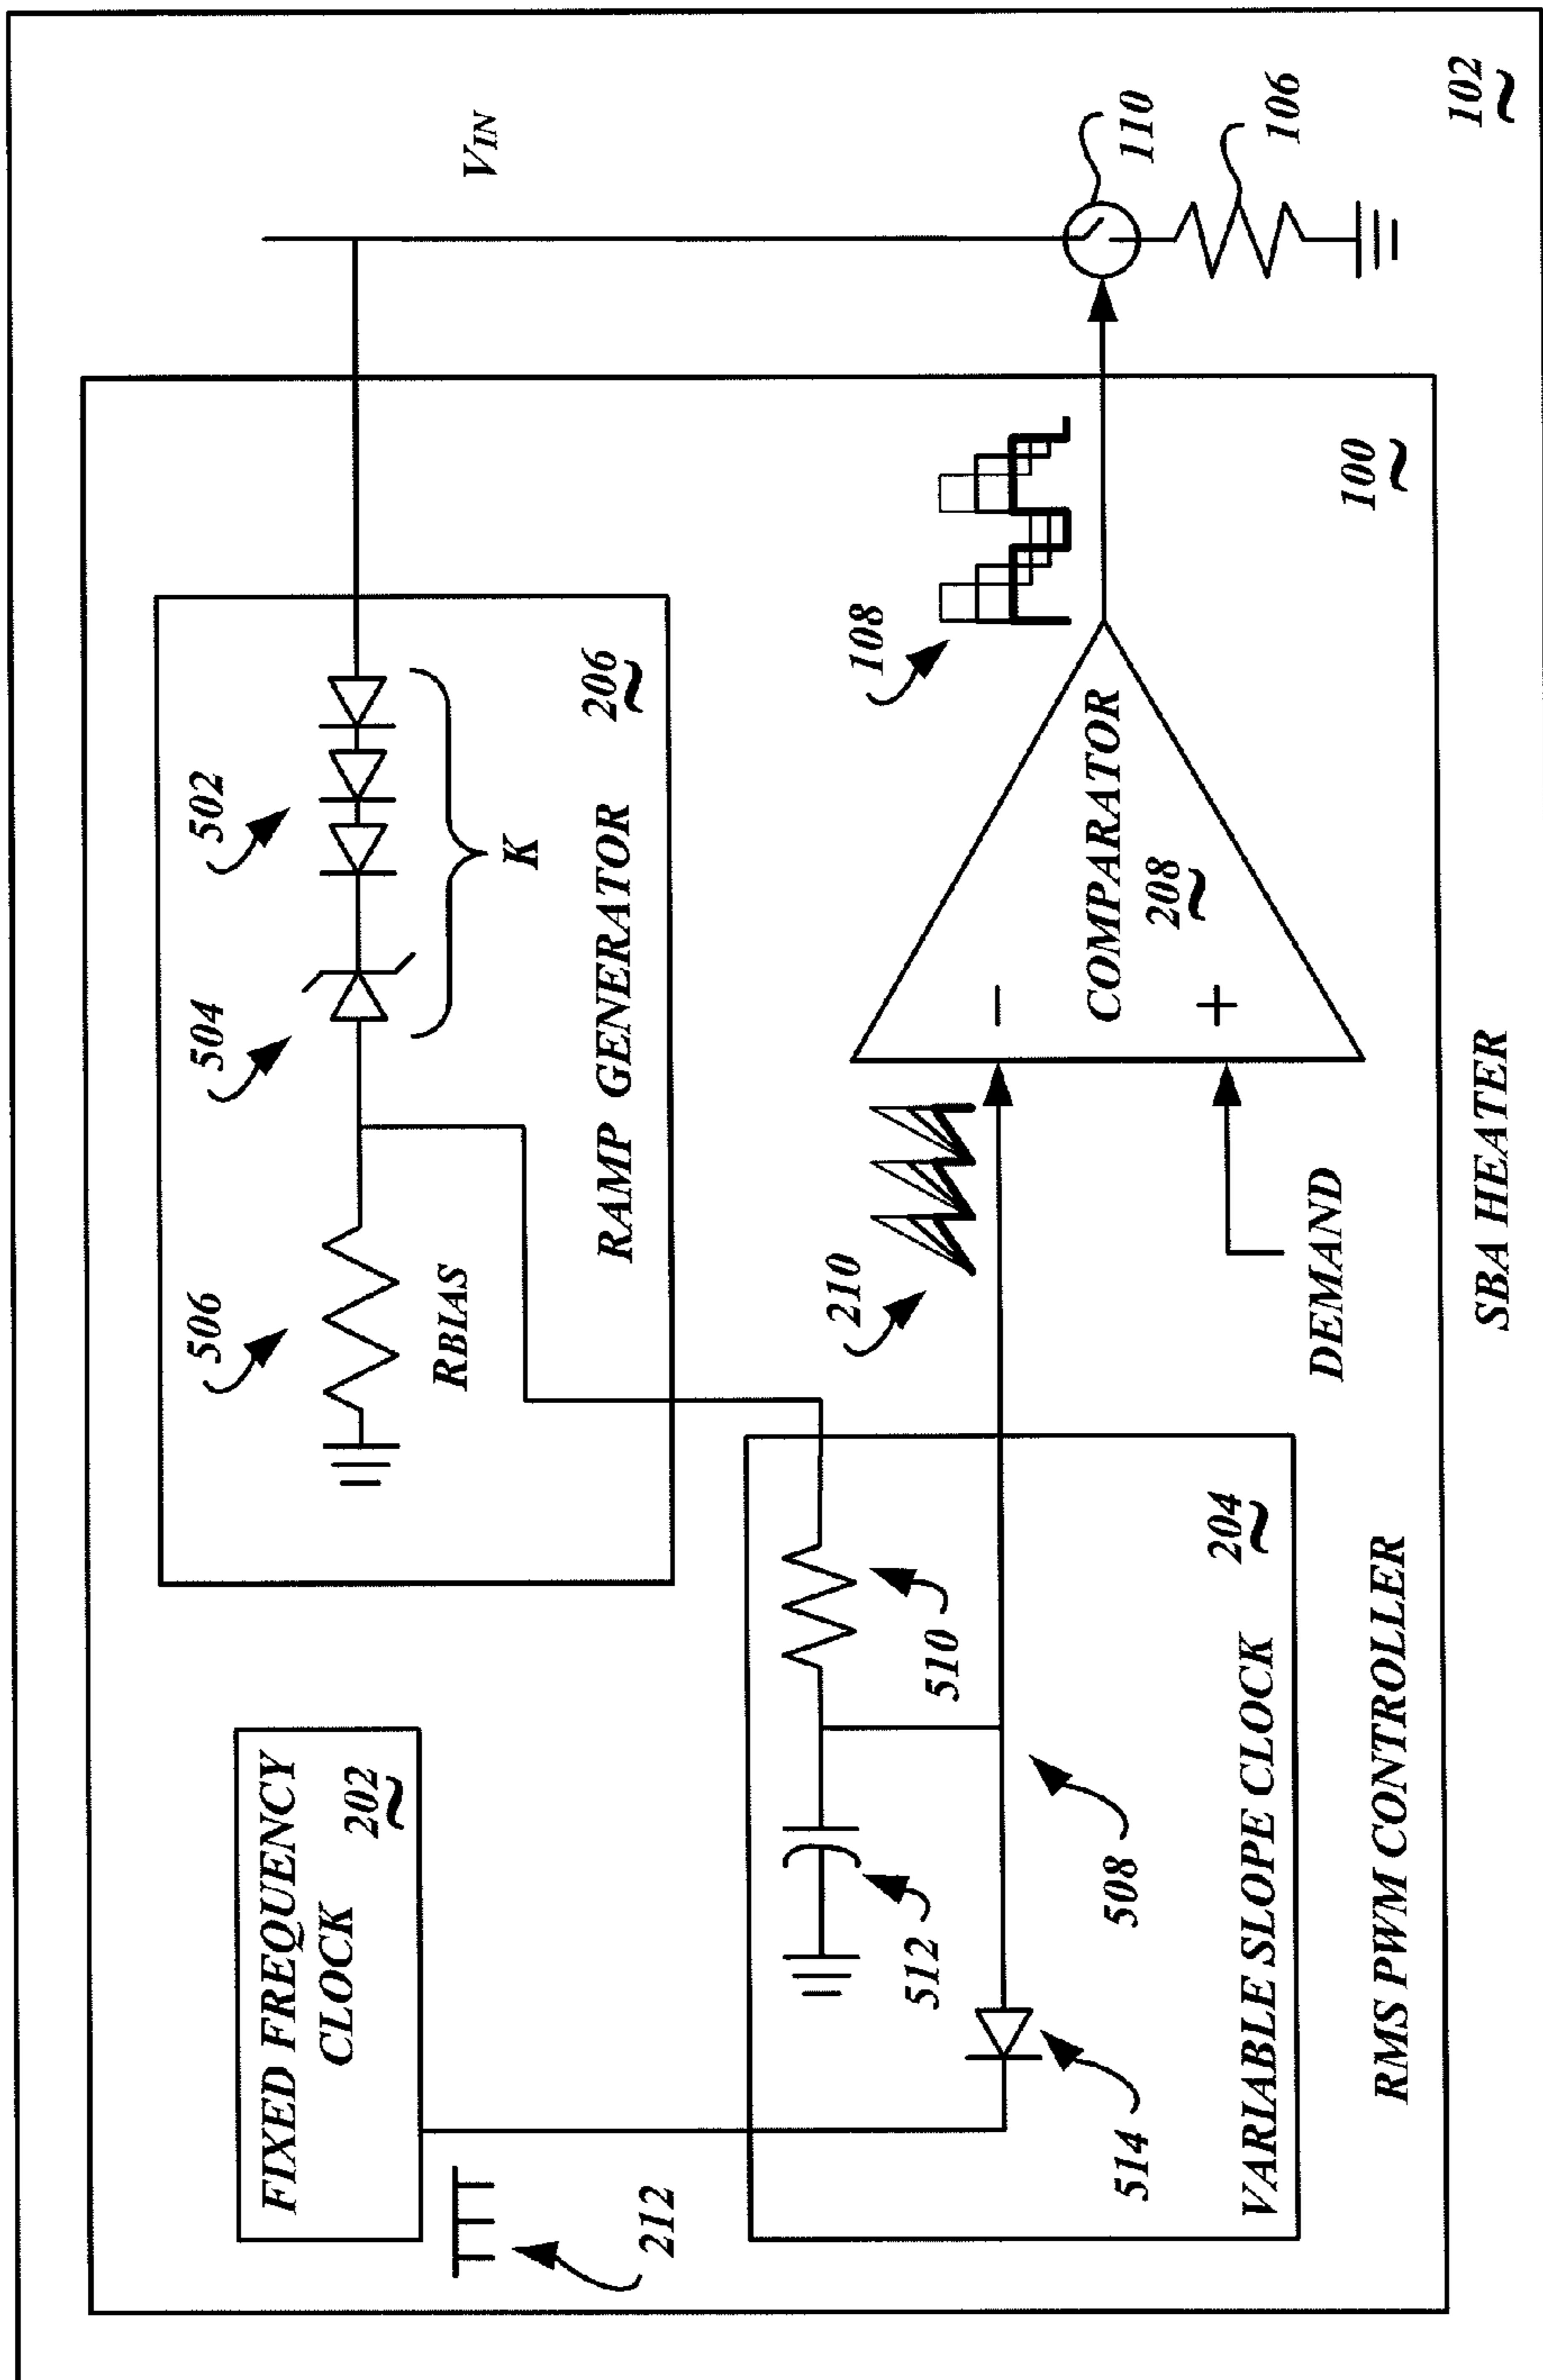 FIXED FREQUENCY
CLOCK
202
212
506
504
502
RBIAS
K
RAMP GENERATOR
206
VIN
512
510
508
514
204
VARIABLE SLOPE CLOCK
210
108
−
+
COMPARATOR
208
DEMAND
110
106
100
RMS PWM CONTROLLER
SBA HEATER
102